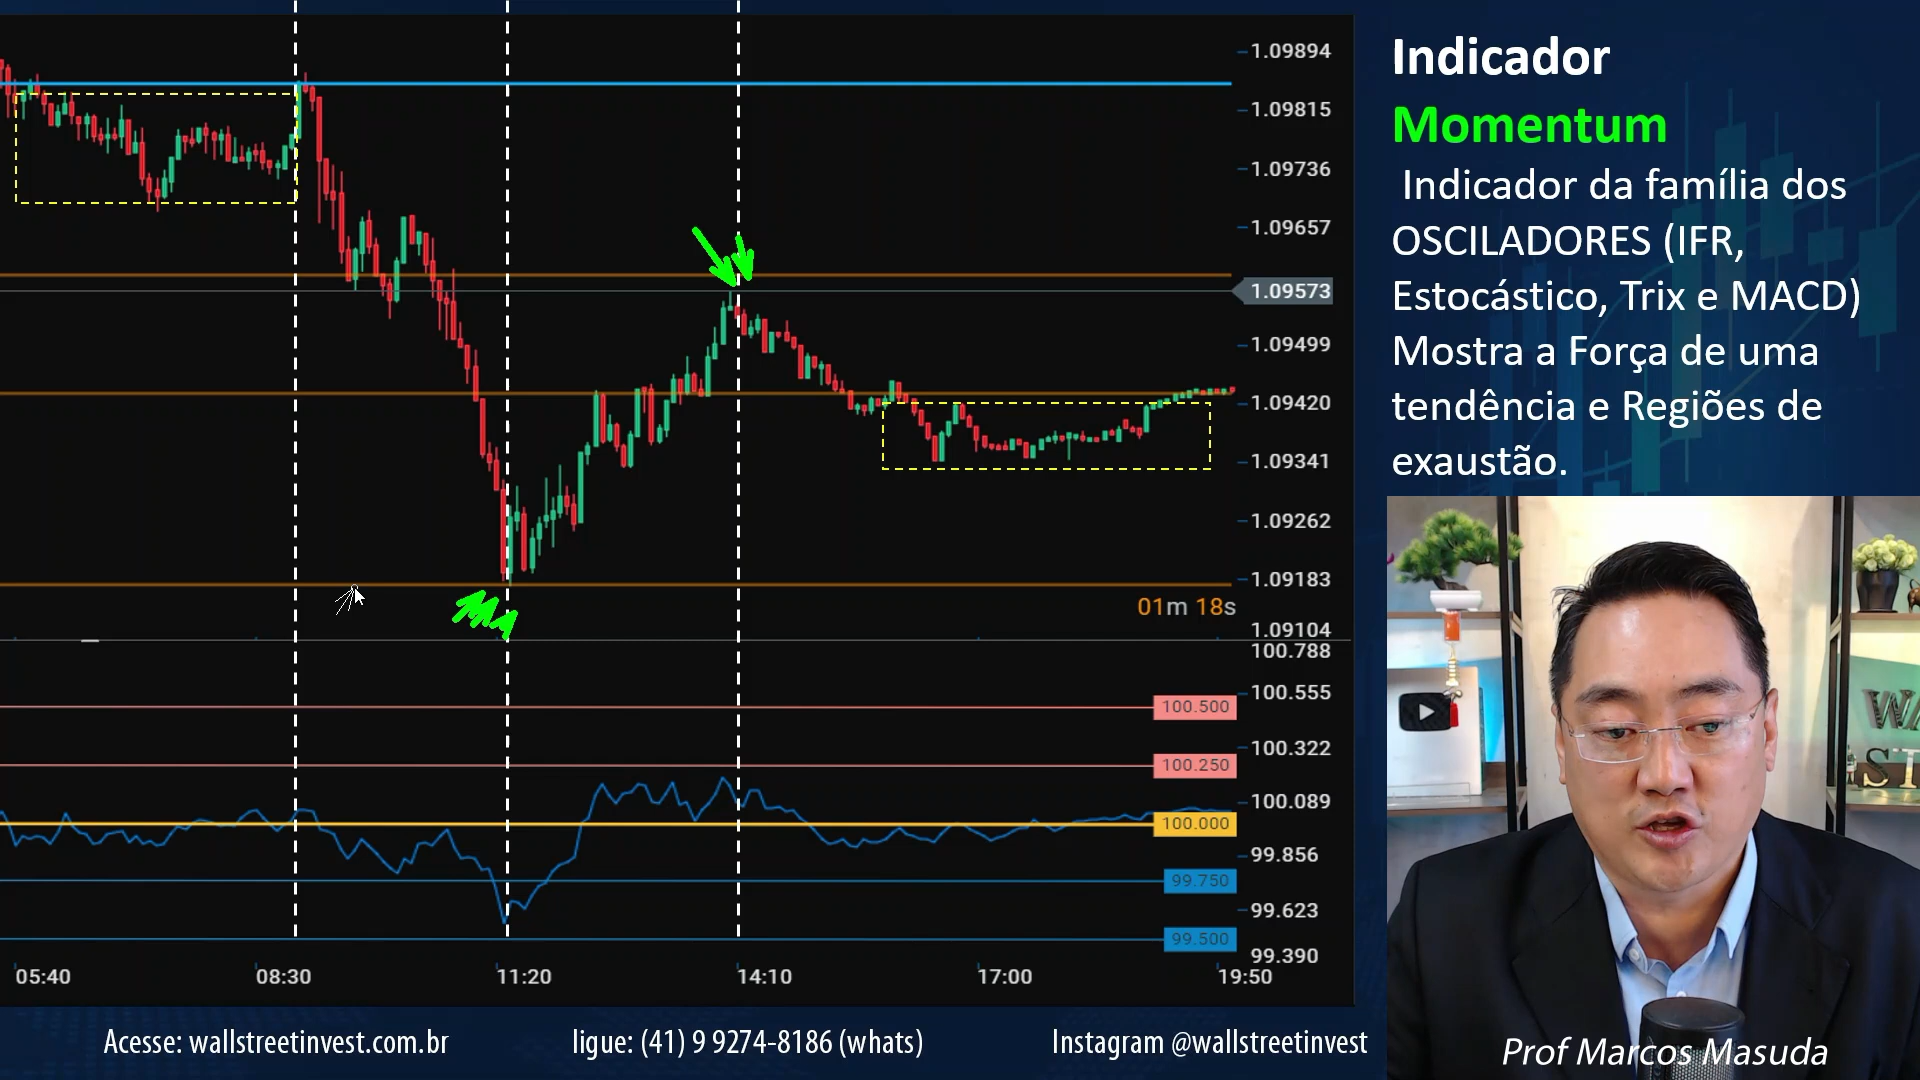 Indicador
Momentum
Indicador da família dos
OSCILADORES (IFR,
Estocástico, Trix e MACD)
Mostra a Força de uma
tendência e Regiões de
exaustão.
1.09894
1.09815
1.09736
1.09657
1.09573
1.09499
1.09420
1.09341
1.09262
1.09183
01m 18s
1.09104
100.788
100.555
100.500
100.322
100.250
100.089
100.000
99.856
99.750
99.623
99.500
99.390
05:40 08:30 11:20 14:10 17:00 19:50
Acesse: wallstreetinvest.com.br ligue: (41) 9 9274-8186 (whats) Instagram @wallstreetinvest
Prof Marcos Masuda